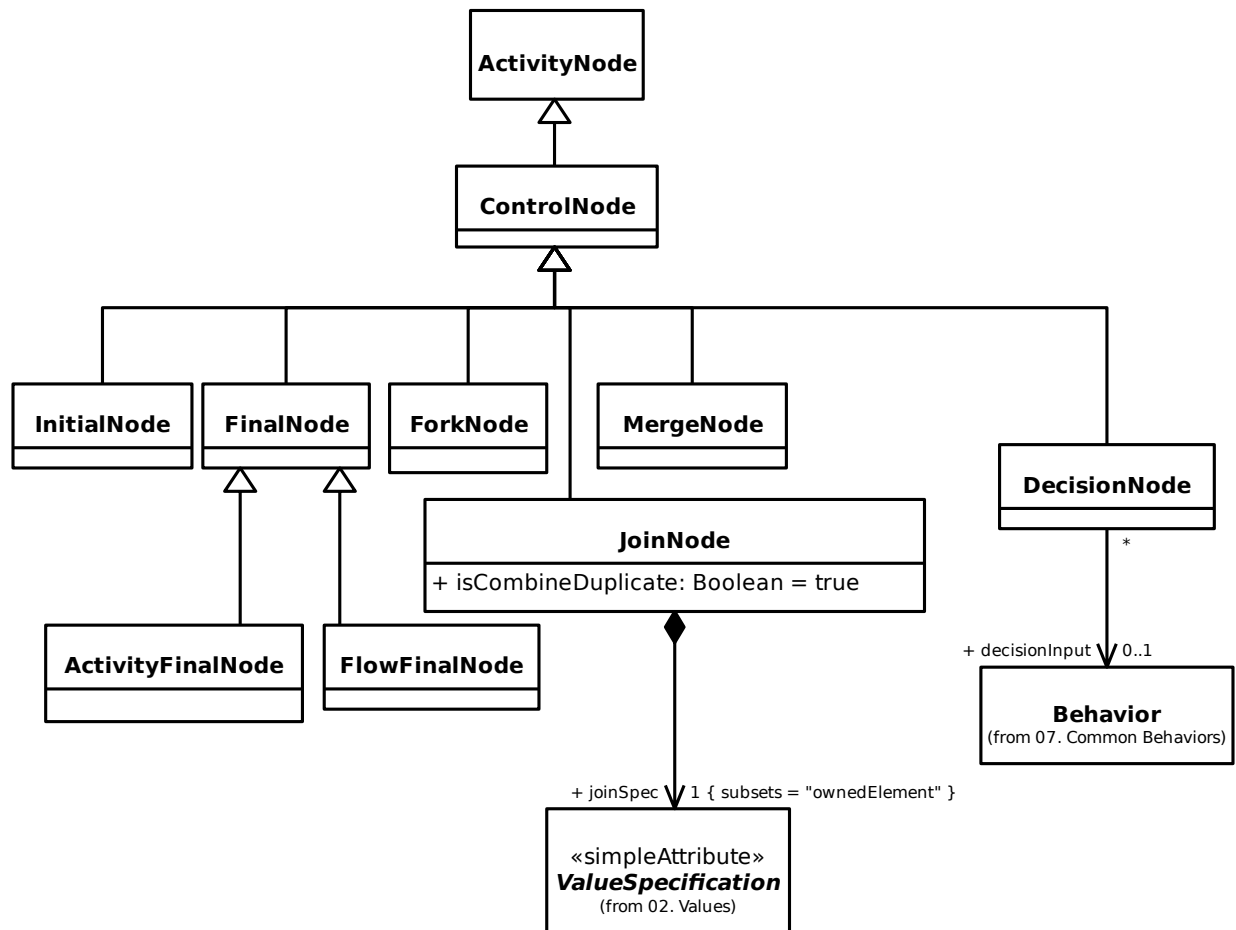 ActivityNode
ControlNode
InitialNode
FinalNode
ForkNode
MergeNode
DecisionNode
*
JoinNode
+ isCombineDuplicate: Boolean = true
ActivityFinalNode
FlowFinalNode
+ decisionInput 0..1
Behavior
(from 07. Common Behaviors)
+ joinSpec 1 { subsets = "ownedElement" }
«simpleAttribute»
ValueSpecification
(from 02. Values)